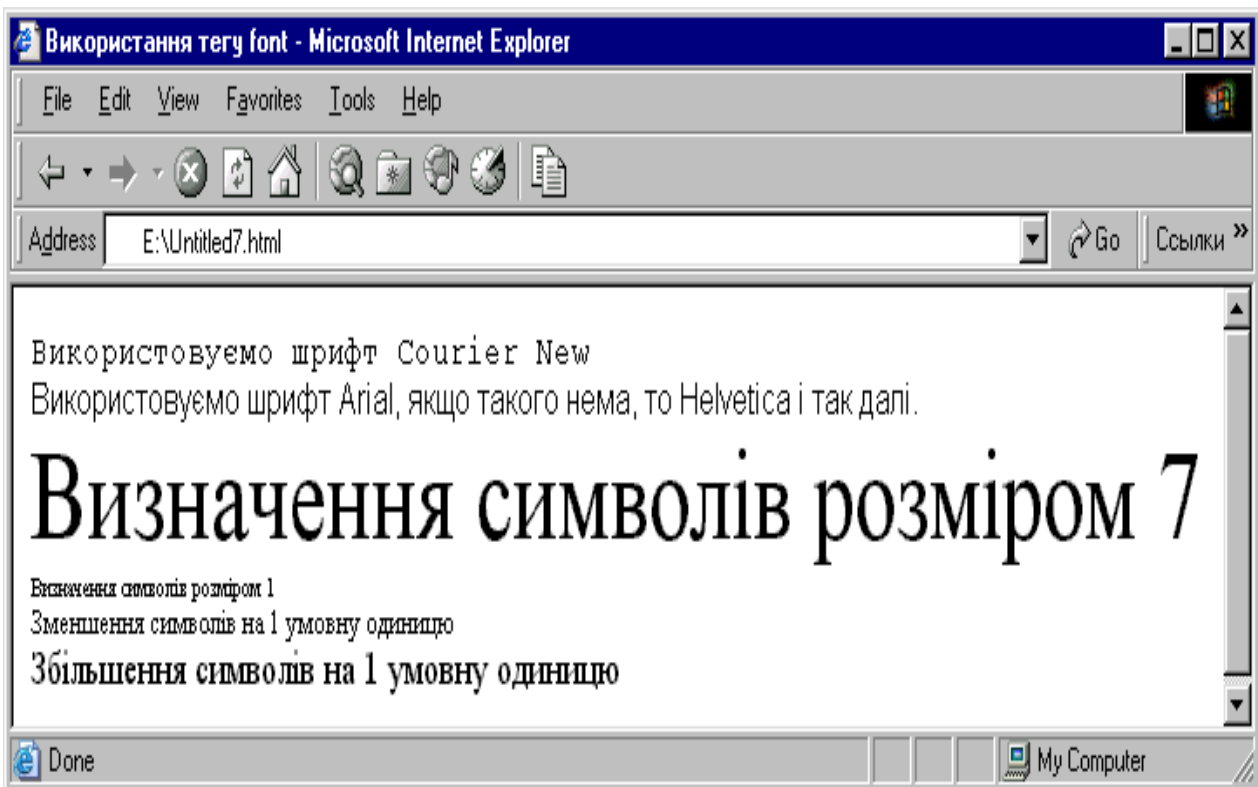 Використання тегу font - Microsoft Internet Explorer
File Edit View Favorites Tools Help
Address E:\Untitled7.html Go Ссылки »
Використовуємо шрифт Courier New
Використовуємо шрифт Arial, якщо такого нема, то Helvetica і так далі.
Визначення символів розміром 7
Визначення символів розміром 1
Зменшення символів на 1 умовну одиницю
Збільшення символів на 1 умовну одиницю
Done My Computer